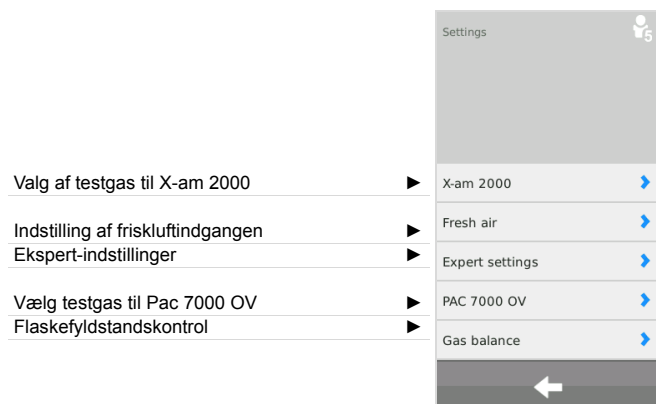 Settings
5
Valg af testgas til X-am 2000 ►
X-am 2000
Indstilling af friskluftindgangen ►
Fresh air
Ekspert-indstillinger ►
Expert settings
Vælg testgas til Pac 7000 OV ►
PAC 7000 OV
Flaskefyldstandskontrol ►
Gas balance